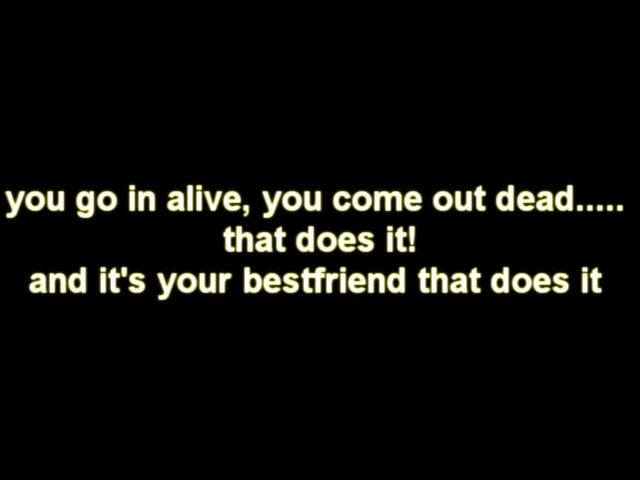 you go in alive, you come out dead.....
that does it!
and it's your bestfriend that does it